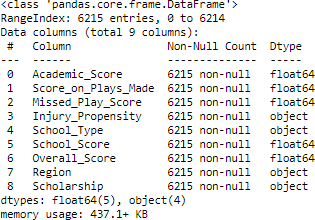 <class 'pandas.core.frame.DataFrame'>
RangeIndex: 6215 entries, 0 to 6214
Data columns (total 9 columns):
 #   Column              Non-Null Count  Dtype
---  ------              --------------  -----
 0   Academic_Score      6215 non-null   float64
 1   Score_on_Plays_Made 6215 non-null   float64
 2   Missed_Play_Score   6215 non-null   float64
 3   Injury_Propensity   6215 non-null   object
 4   School_Type         6215 non-null   object
 5   School_Score        6215 non-null   float64
 6   Overall_Score       6215 non-null   float64
 7   Region              6215 non-null   object
 8   Scholarship         6215 non-null   object
dtypes: float64(5), object(4)
memory usage: 437.1+ KB